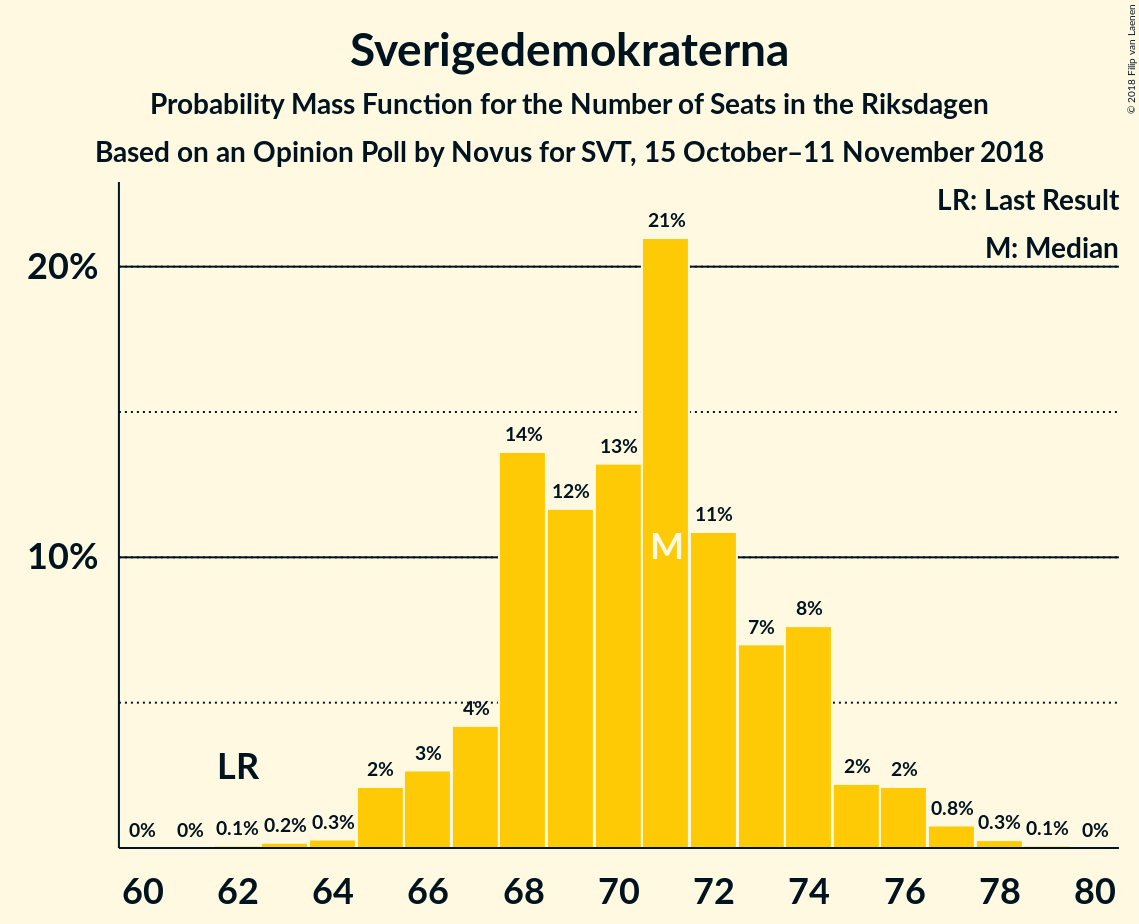 Sverigedemokraterna
Probability Mass Function for the Number of Seats in the Riksdagen
Based on an Opinion Poll by Novus for SVT, 15 October–11 November 2018
© 2018 Filip van Laenen
LR: Last Result
M: Median
20%
10%
0%
0%
0.1%
0.2%
0.3%
2%
3%
4%
14%
12%
13%
21%
11%
7%
8%
2%
2%
0.8%
0.3%
0.1%
0%
LR
M
60 62 64 66 68 70 72 74 76 78 80